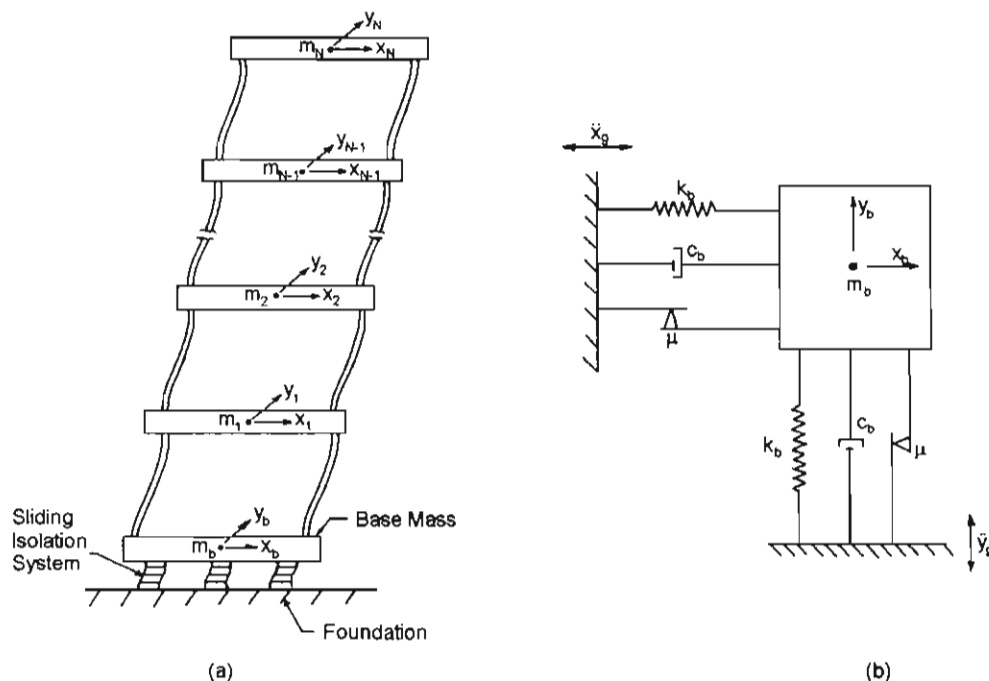 y_N
m_N x_N
y_N-1
m_N-1 x_N-1
y_2
m_2 x_2
y_1
m_1 x_1
y_b
m_b x_b
Base Mass
Sliding
Isolation
System
Foundation
(a)
ẍ_g
k_b
c_b
μ
y_b
x_b
m_b
k_b
c_b
μ
ÿ_g
(b)